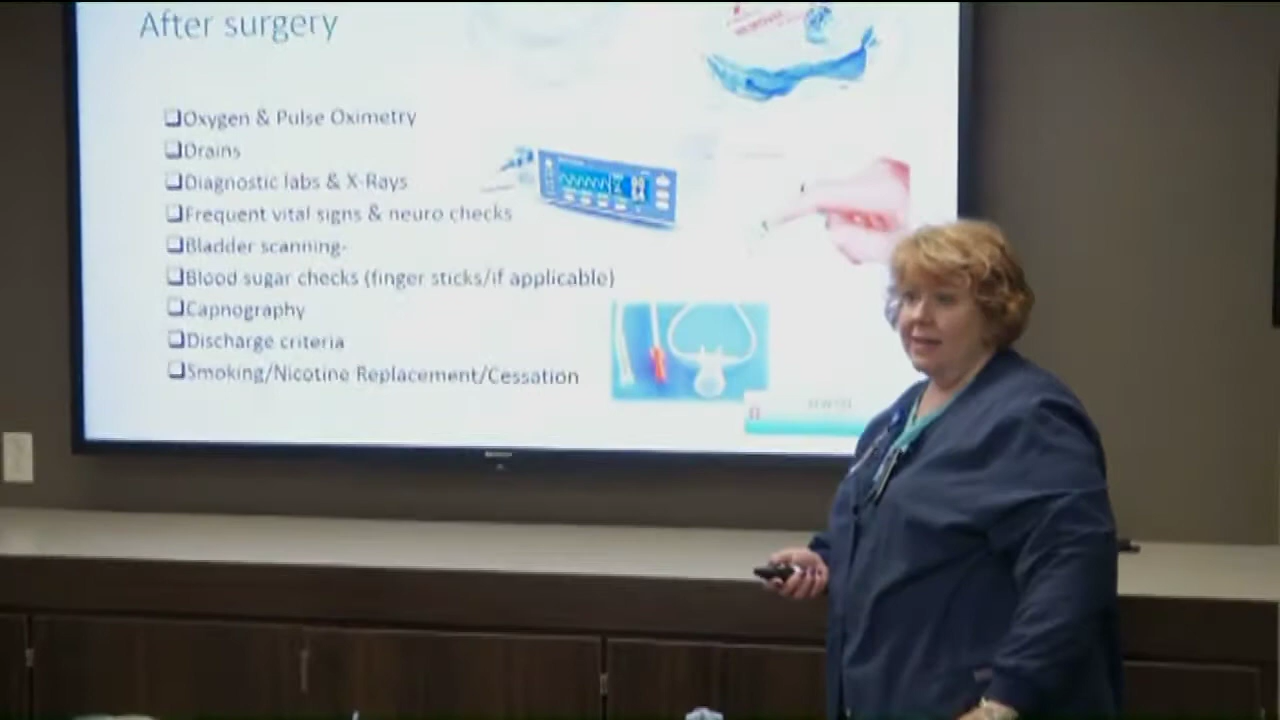 After surgery
❑Oxygen & Pulse Oximetry
❑Drains
❑Diagnostic labs & X-Rays
❑Frequent vital signs & neuro checks
❑Bladder scanning-
❑Blood sugar checks (finger sticks/if applicable)
❑Capnography
❑Discharge criteria
❑Smoking/Nicotine Replacement/Cessation